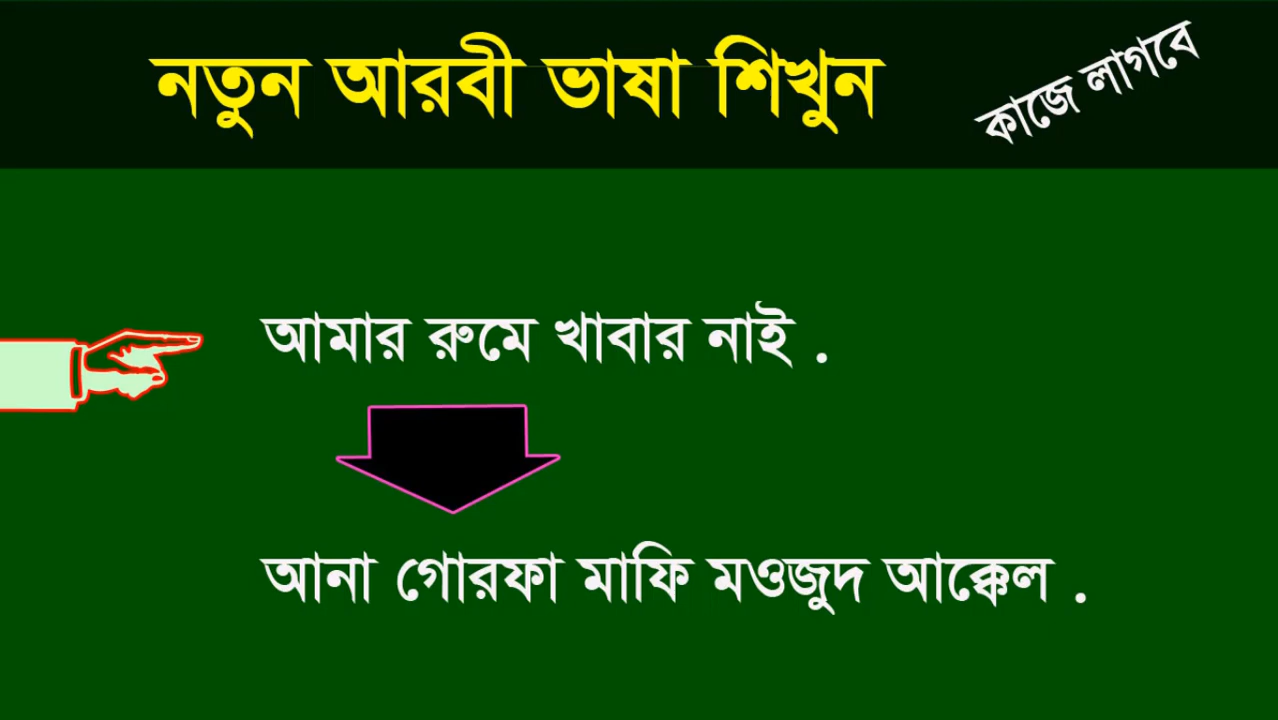 নতুন আরবী ভাষা শিখুন
কাজে লাগবে
আমার রুমে খাবার নাই .
আনা গোরফা মাফি মওজুদ আক্কেল .